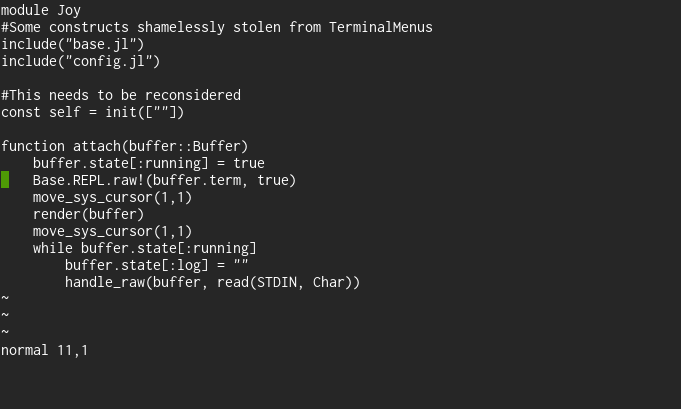 module Joy
#Some constructs shamelessly stolen from TerminalMenus
include("base.jl")
include("config.jl")

#This needs to be reconsidered
const self = init([""])

function attach(buffer::Buffer)
    buffer.state[:running] = true
    Base.REPL.raw!(buffer.term, true)
    move_sys_cursor(1,1)
    render(buffer)
    move_sys_cursor(1,1)
    while buffer.state[:running]
        buffer.state[:log] = ""
        handle_raw(buffer, read(STDIN, Char))
~
~
~
normal 11,1